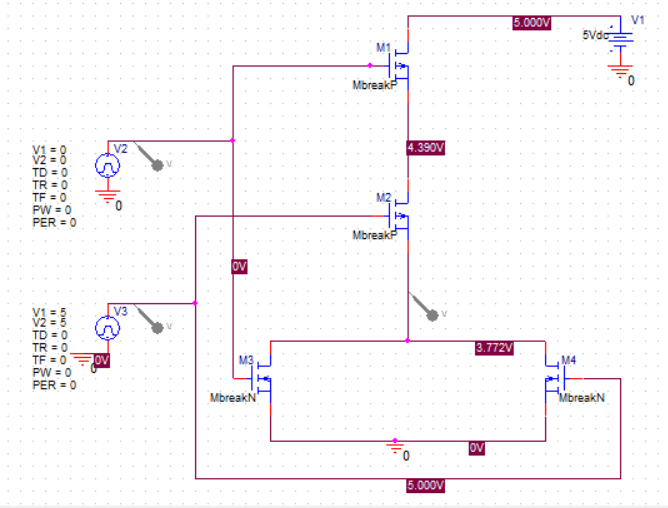 5.000V
V1
5Vdc
0
M1
MbreakP
V1 = 0
V2 = 0
TD = 0
TR = 0
TF = 0
PW = 0
PER = 0
V2
V
0
4.390V
M2
MbreakP
0V
V1 = 5
V2 = 5
TD = 0
TR = 0
TF = 0
PW = 0
PER = 0
V3
V
0V
0
V
3.772V
M3
MbreakN
M4
MbreakN
0V
0
5.000V